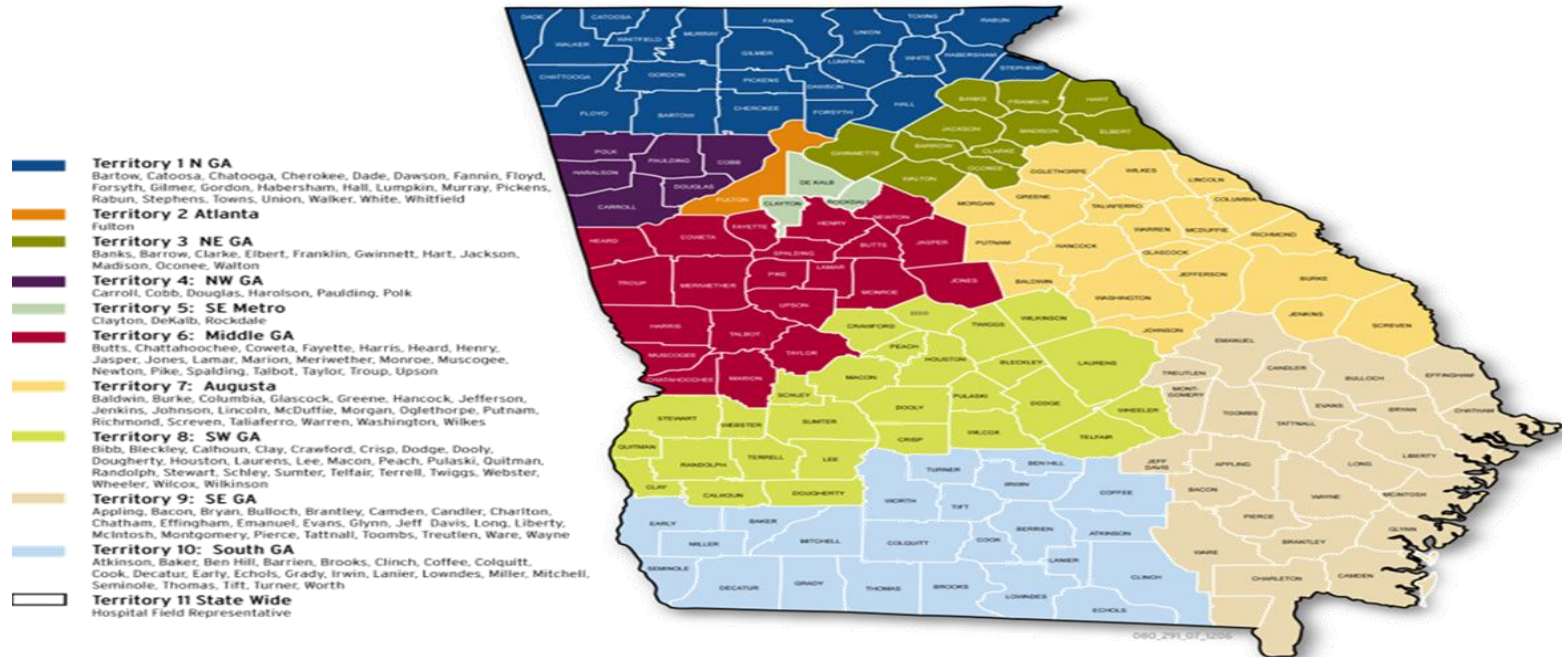 Territory 1 N GA
Bartow, Catoosa, Chatooga, Cherokee, Dade, Dawson, Fannin, Floyd,
Forsyth, Gilmer, Gordon, Habersham, Hall, Lumpkin, Murray, Pickens,
Rabun, Stephens, Towns, Union, Walker, White, Whitfield
Territory 2 Atlanta
Fulton
Territory 3 NE GA
Banks, Barrow, Clarke, Elbert, Franklin, Gwinnett, Hart, Jackson,
Madison, Oconee, Walton
Territory 4: NW GA
Carroll, Cobb, Douglas, Harolson, Paulding, Polk
Territory 5: SE Metro
Clayton, DeKalb, Rockdale
Territory 6: Middle GA
Butts, Chattahoochee, Coweta, Fayette, Harris, Heard, Henry,
Jasper, Jones, Lamar, Marion, Meriwether, Monroe, Muscogee,
Newton, Pike, Spalding, Talbot, Taylor, Troup, Upson
Territory 7: Augusta
Baldwin, Burke, Columbia, Glascock, Greene, Hancock, Jefferson,
Jenkins, Johnson, Lincoln, McDuffie, Morgan, Oglethorpe, Putnam,
Richmond, Screven, Taliaferro, Warren, Washington, Wilkes
Territory 8: SW GA
Bibb, Bleckley, Calhoun, Clay, Crawford, Crisp, Dodge, Dooly,
Dougherty, Houston, Laurens, Lee, Macon, Peach, Pulaski, Quitman,
Randolph, Stewart, Schley, Sumter, Telfair, Terrell, Twiggs, Webster,
Wheeler, Wilcox, Wilkinson
Territory 9: SE GA
Appling, Bacon, Bryan, Bulloch, Brantley, Camden, Candler, Charlton,
Chatham, Effingham, Emanuel, Evans, Glynn, Jeff Davis, Long, Liberty,
McIntosh, Montgomery, Pierce, Tattnall, Toombs, Treutlen, Ware, Wayne
Territory 10: South GA
Atkinson, Baker, Ben Hill, Barrien, Brooks, Clinch, Coffee, Colquitt,
Cook, Decatur, Early, Echols, Grady, Irwin, Lanier, Lowndes, Miller, Mitchell,
Seminole, Thomas, Tift, Turner, Worth
Territory 11 State Wide
Hospital Field Representative
DADE
CATOOSA
FANNIN
TOWNS
RABUN
WALKER
WHITFIELD
MURRAY
UNION
GILMER
LUMPKIN
WHITE
HABERSHAM
STEPHENS
CHATTOOGA
GORDON
PICKENS
DAWSON
FLOYD
BARTOW
CHEROKEE
FORSYTH
HALL
BANKS
FRANKLIN
HART
JACKSON
MADISON
ELBERT
POLK
PAULDING
COBB
GWINNETTE
BARROW
CLARKE
HARALSON
DOUGLAS
DE KALB
WALTON
OCONEE
OGLETHORPE
WILKES
LINCOLN
CARROLL
FULTON
CLAYTON
ROCKDALE
MORGAN
GREENE
TALIAFERRO
COLUMBIA
HEARD
COWETA
FAYETTE
HENRY
NEWTON
WARREN
MCDUFFIE
RICHMOND
SPALDING
BUTTS
JASPER
PUTNAM
HANCOCK
GLASCOCK
TROUP
MERIWETHER
PIKE
LAMAR
MONROE
JONES
BALDWIN
JEFFERSON
BURKE
UPSON
WASHINGTON
HARRIS
TALBOT
CRAWFORD
BIBB
TWIGGS
WILKINSON
JOHNSON
JENKINS
SCREVEN
MUSCOGEE
TAYLOR
PEACH
HOUSTON
BLECKLEY
LAURENS
EMANUEL
CHATAHOOCHEE
MARION
MACON
TREUTLEN
CANDLER
BULLOCH
EFFINGHAM
SCHLEY
DOOLY
PULASKI
DODGE
WHEELER
MONT-
GOMERY
TOOMBS
EVANS
BRYAN
CHATHAM
STEWART
WEBSTER
SUMTER
TATTNALL
QUITMAN
CRISP
WILCOX
TELFAIR
RANDOLPH
TERRELL
LEE
TURNER
BEN HILL
JEFF
DAVIS
APPLING
LONG
LIBERTY
CLAY
CALHOUN
DOUGHERTY
WORTH
TIFT
IRWIN
COFFEE
BACON
WAYNE
MCINTOSH
EARLY
BAKER
PIERCE
MILLER
MITCHELL
COLQUITT
COOK
BERRIEN
ATKINSON
WARE
BRANTLEY
GLYNN
SEMINOLE
LANIER
DECATUR
GRADY
THOMAS
BROOKS
LOWNDES
CLINCH
CHARLETON
CAMDEN
ECHOLS
080_291_07_1206